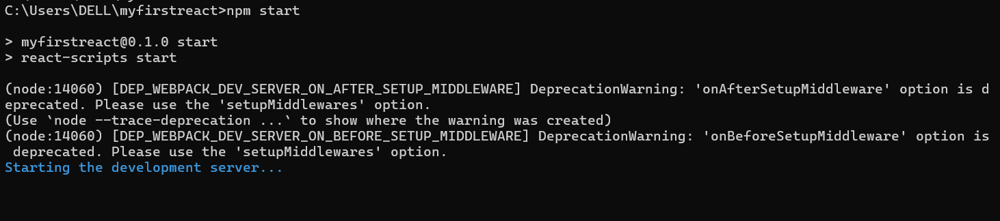 C:\Users\DELL\myfirstreact>npm start
> myfirstreact@0.1.0 start
> react-scripts start
(node:14060) [DEP_WEBPACK_DEV_SERVER_ON_AFTER_SETUP_MIDDLEWARE] DeprecationWarning: 'onAfterSetupMiddleware' option is d
eprecated. Please use the 'setupMiddlewares' option.
(Use `node --trace-deprecation ...` to show where the warning was created)
(node:14060) [DEP_WEBPACK_DEV_SERVER_ON_BEFORE_SETUP_MIDDLEWARE] DeprecationWarning: 'onBeforeSetupMiddleware' option is
 deprecated. Please use the 'setupMiddlewares' option.
Starting the development server...